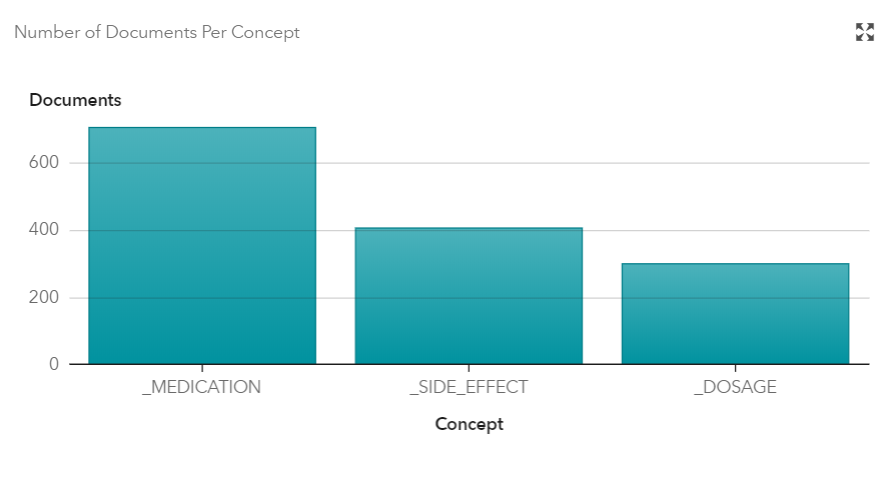 Number of Documents Per Concept
Documents
600
400
200
0
_MEDICATION
_SIDE_EFFECT
_DOSAGE
Concept